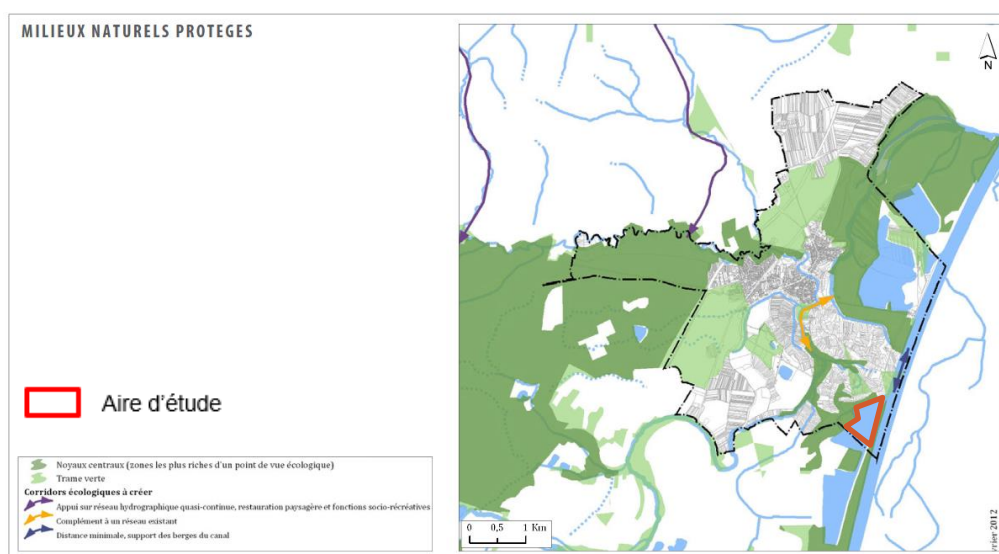 MILIEUX NATURELS PROTEGES
N
Aire d'étude
Noyaux centraux (zones les plus riches d'un point de vue écologique)
Trame verte
Corridors écologiques à créer
Appui sur réseau hydrographique quasi-continue, restauration paysagère et fonctions socio-récréatives
Complément à un réseau existant
Distance minimale, support des berges du canal
0 0,5 1 Km
2012